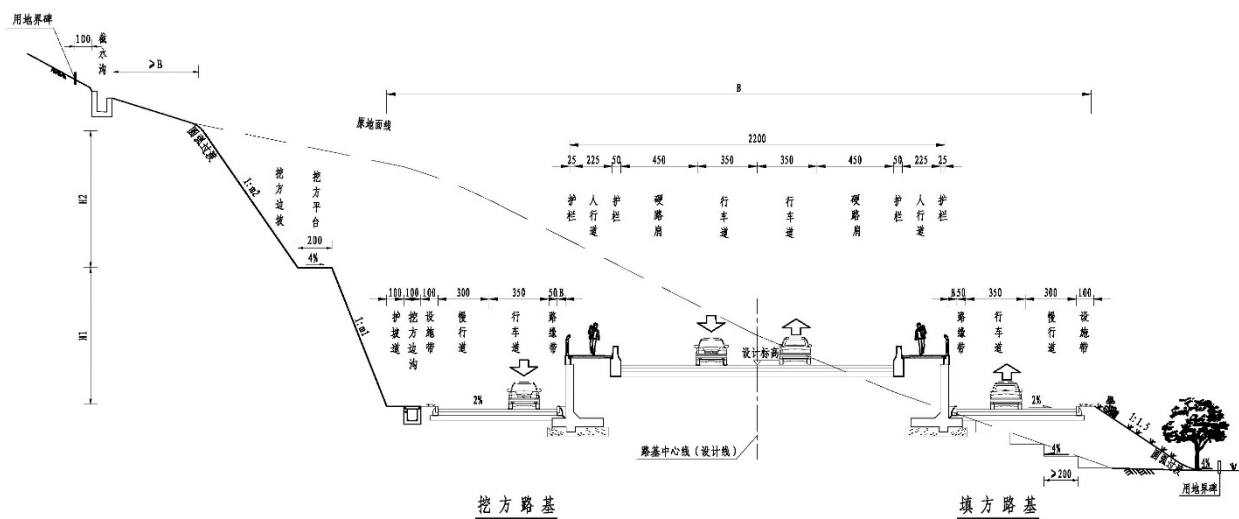 用地界碑
100
截水沟
≥B
B
原地面线
圆弧过渡
2200
25
225
50
450
350
350
450
50
225
25
护栏
人行道
护栏
硬路肩
行车道
行车道
硬路肩
护栏
人行道
护栏
H2
1:m2
挖方边坡
挖方平台
200
4%
H1
1:m1
100
100
100
300
350
50
B
护坡道
挖方边沟
设施带
慢行道
行车道
路缘带
B
50
350
300
100
路缘带
行车道
慢行道
设施带
设计标高
2%
2%
1:1.5
圆弧过渡
4%
≥200
4%
用地界碑
路基中心线（设计线）
挖方路基
填方路基